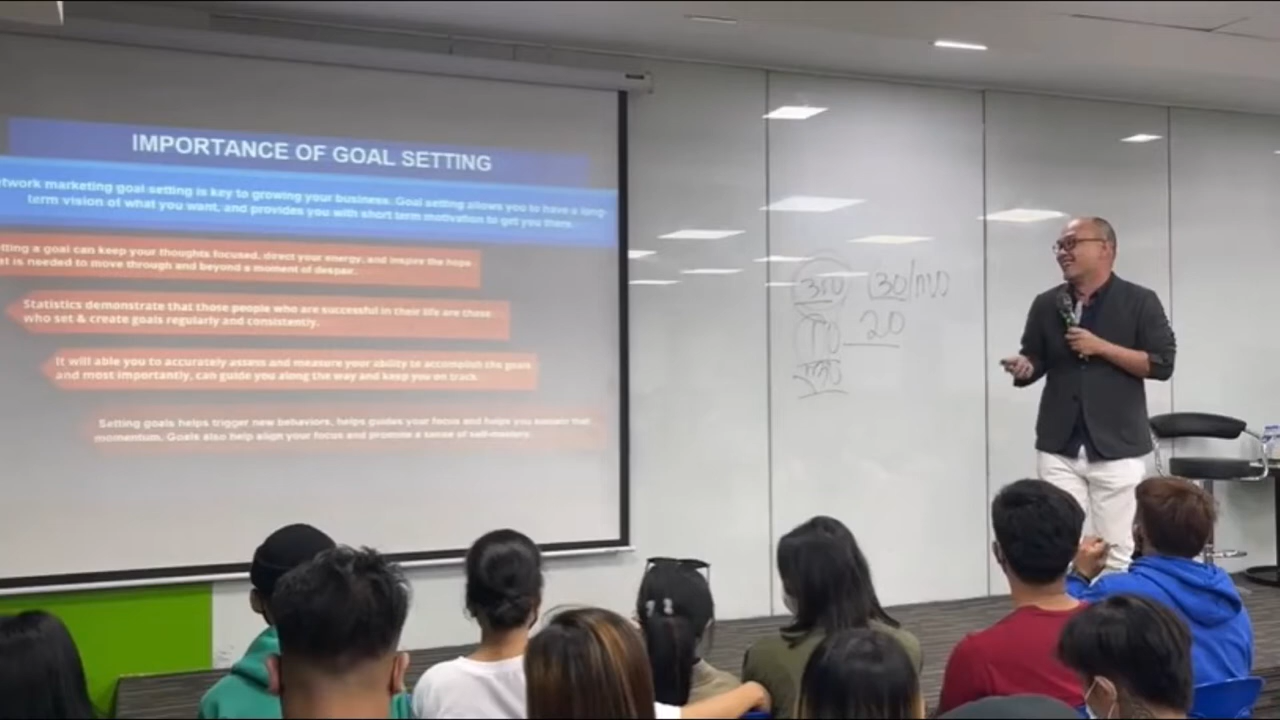 IMPORTANCE OF GOAL SETTING
etwork marketing goal setting is key to growing your business. Goal setting allows you to have a long-
term vision of what you want, and provides you with short term motivation to get you there.
tting a goal can keep your thoughts focused, direct your energy, and inspire the hope
at is needed to move through and beyond a moment of despair.
Statistics demonstrate that those people who are successful in their life are those
who set & create goals regularly and consistently.
It will able you to accurately assess and measure your ability to accomplish the goals
and most importantly, can guide you along the way and keep you on track.
Setting goals helps trigger new behaviors, helps guides your focus and helps you sustain that
momentum. Goals also help align your focus and promote a sense of self-mastery.
300
20